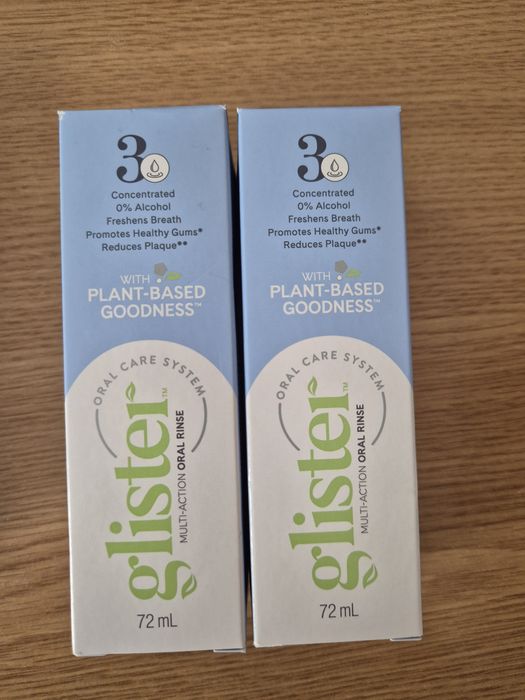 3
Concentrated
0% Alcohol
Freshens Breath
Promotes Healthy Gums*
Reduces Plaque**
WITH
PLANT-BASED
GOODNESS™
ORAL CARE SYSTEM
glister™
MULTI-ACTION ORAL RINSE
72 mL
3
Concentrated
0% Alcohol
Freshens Breath
Promotes Healthy Gums*
Reduces Plaque**
WITH
PLANT-BASED
GOODNESS™
ORAL CARE SYSTEM
glister™
MULTI-ACTION ORAL RINSE
72 mL